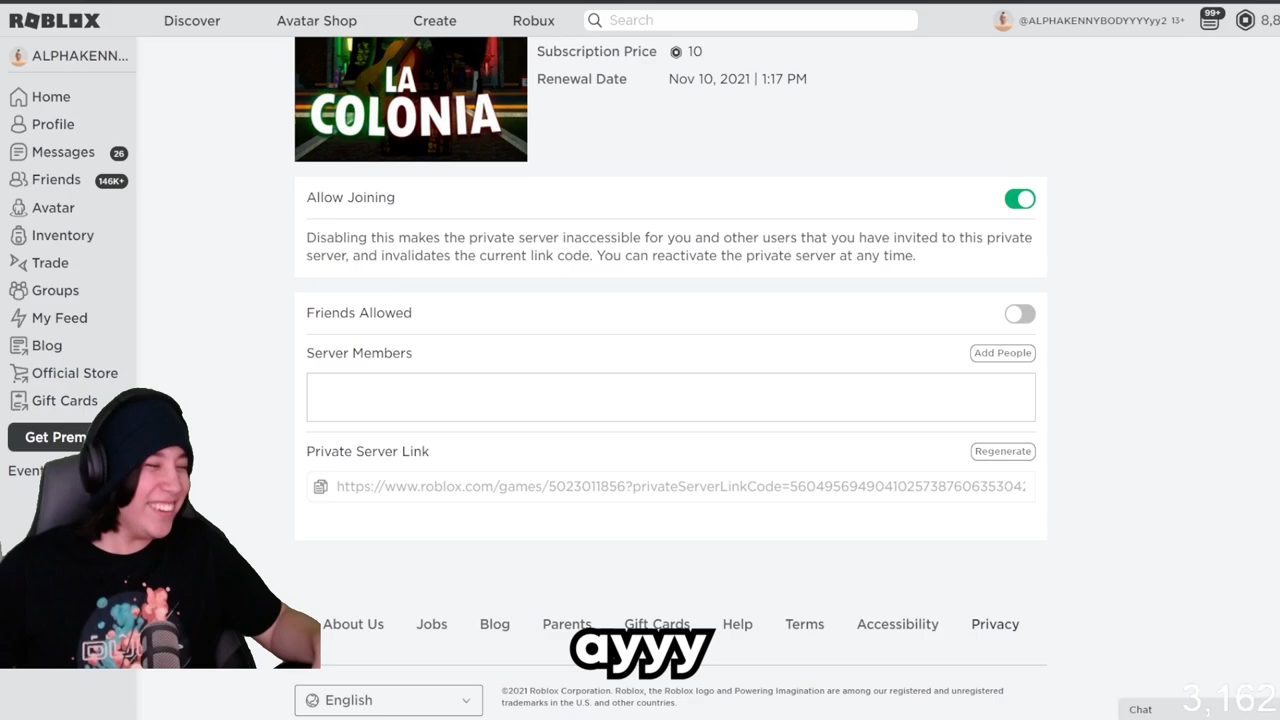 ROBLOX
Discover
Avatar Shop
Create
Robux
Search
@ALPHAKENNYBODYYYYyy2 13+
99+
8,8
ALPHAKENN...
Home
Profile
Messages 26
Friends 146K+
Avatar
Inventory
Trade
Groups
My Feed
Blog
Official Store
Gift Cards
Get Prem
Event
LA
COLONIA
Subscription Price 10
Renewal Date Nov 10, 2021 | 1:17 PM
Allow Joining
Disabling this makes the private server inaccessible for you and other users that you have invited to this private
server, and invalidates the current link code. You can reactivate the private server at any time.
Friends Allowed
Server Members
Add People
Private Server Link
Regenerate
https://www.roblox.com/games/5023011856?privateServerLinkCode=56049569490410257387606353042
About Us
Jobs
Blog
Parents
Gift Cards
Help
Terms
Accessibility
Privacy
ayyy
English
©2021 Roblox Corporation. Roblox, the Roblox logo and Powering Imagination are among our registered and unregistered
trademarks in the U.S. and other countries.
Chat
3,162